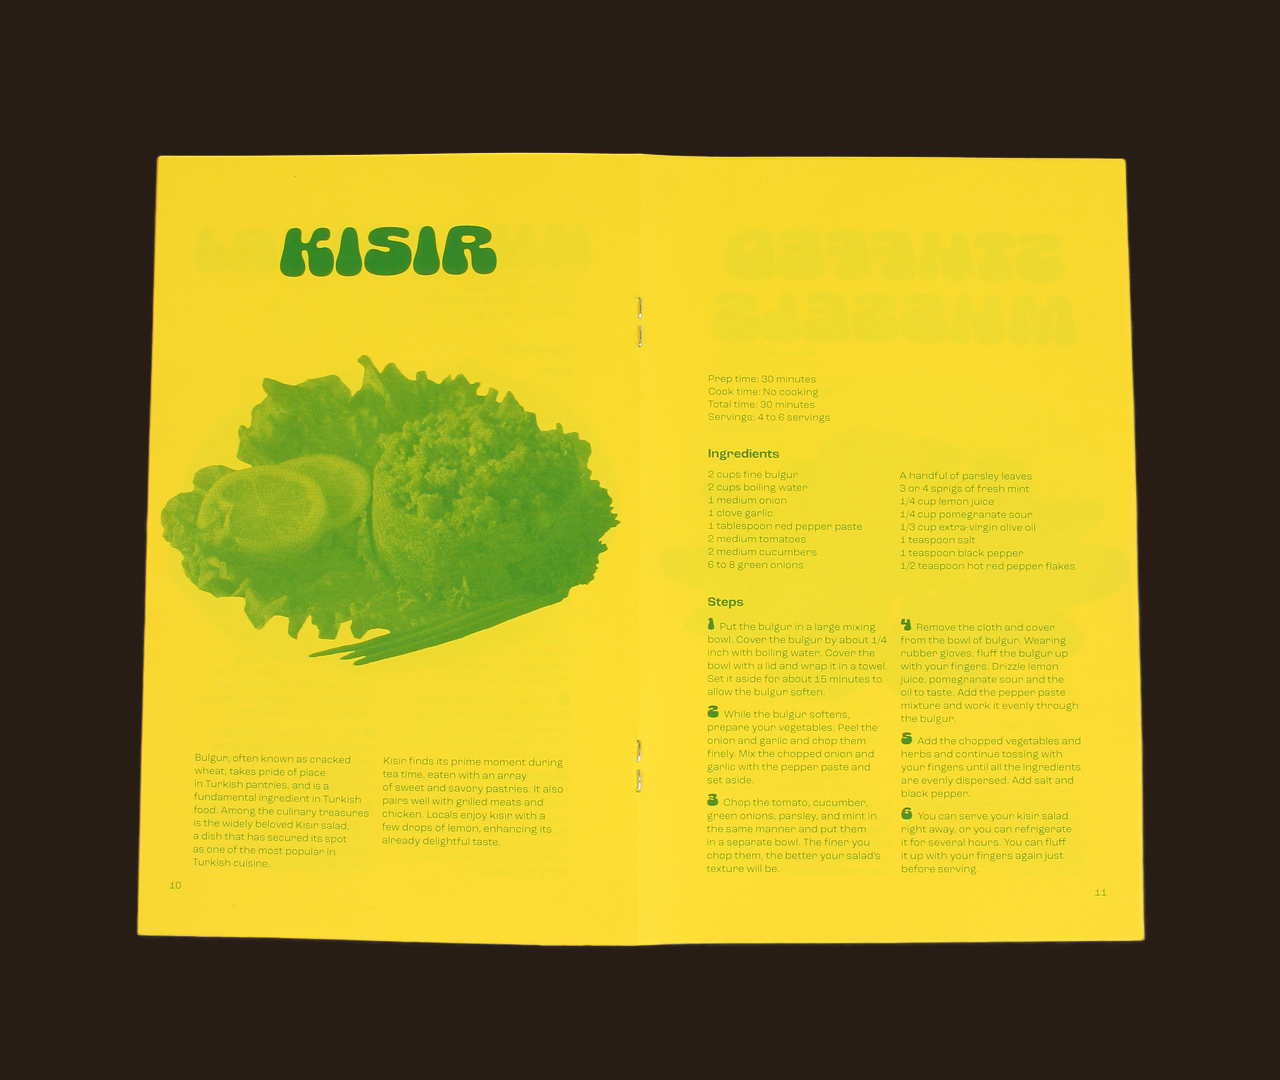 KISIR
Bulgur, often known as cracked
wheat, takes pride of place
in Turkish pantries, and is a
fundamental ingredient in Turkish
food. Among the culinary treasures
is the widely beloved Kısır salad,
a dish that has secured its spot
as one of the most popular in
Turkish cuisine.
Kısır finds its prime moment during
tea time, eaten with an array
of sweet and savory pastries. It also
pairs well with grilled meats and
chicken. Locals enjoy kısır with a
few drops of lemon, enhancing its
already delightful taste.
10
STUFFED
MUSSELS
Prep time: 30 minutes
Cook time: No cooking
Total time: 30 minutes
Servings: 4 to 6 servings
Ingredients
2 cups fine bulgur
2 cups boiling water
1 medium onion
1 clove garlic
1 tablespoon red pepper paste
2 medium tomatoes
2 medium cucumbers
6 to 8 green onions
A handful of parsley leaves
3 or 4 sprigs of fresh mint
1/4 cup lemon juice
1/4 cup pomegranate sour
1/3 cup extra-virgin olive oil
1 teaspoon salt
1 teaspoon black pepper
1/2 teaspoon hot red pepper flakes
Steps
1 Put the bulgur in a large mixing
bowl. Cover the bulgur by about 1/4
inch with boiling water. Cover the
bowl with a lid and wrap it in a towel.
Set it aside for about 15 minutes to
allow the bulgur soften.
2 While the bulgur softens,
prepare your vegetables. Peel the
onion and garlic and chop them
finely. Mix the chopped onion and
garlic with the pepper paste and
set aside.
3 Chop the tomato, cucumber,
green onions, parsley, and mint in
the same manner and put them
in a separate bowl. The finer you
chop them, the better your salad's
texture will be.
4 Remove the cloth and cover
from the bowl of bulgur. Wearing
rubber gloves, fluff the bulgur up
with your fingers. Drizzle lemon
juice, pomegranate sour and the
oil to taste. Add the pepper paste
mixture and work it evenly through
the bulgur.
5 Add the chopped vegetables and
herbs and continue tossing with
your fingers until all the ingredients
are evenly dispersed. Add salt and
black pepper.
6 You can serve your kisir salad
right away, or you can refrigerate
it for several hours. You can fluff
it up with your fingers again just
before serving.
11